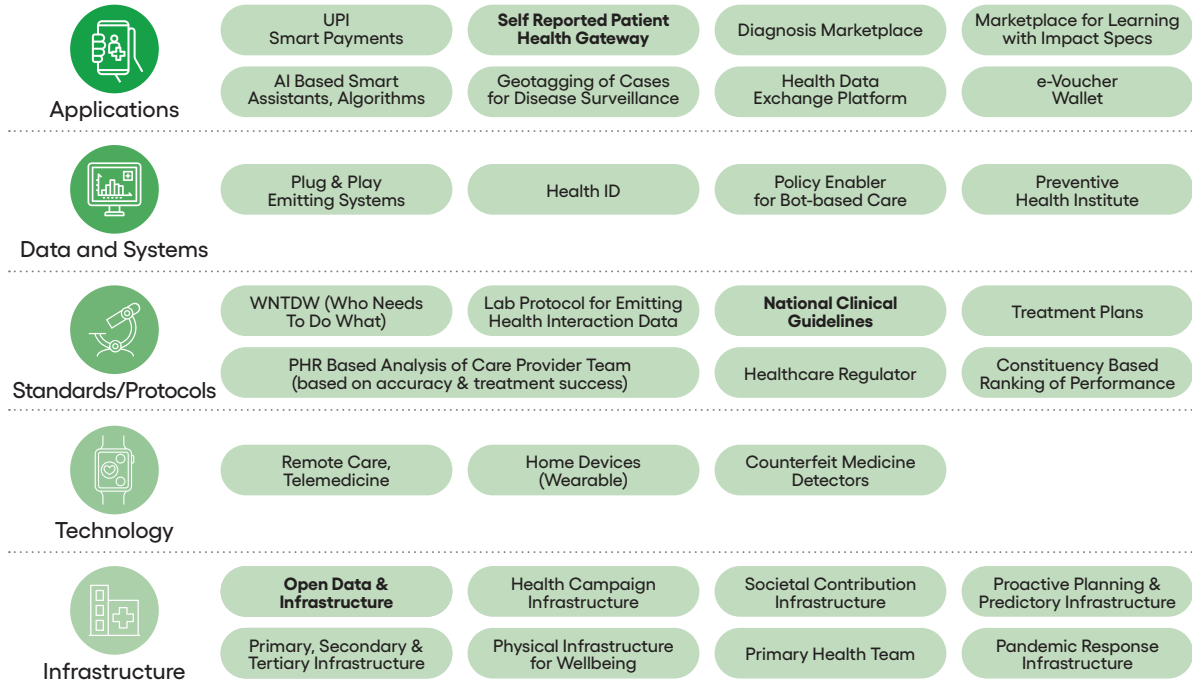 UPI
Smart Payments
Self Reported Patient
Health Gateway
Diagnosis Marketplace
Marketplace for Learning
with Impact Specs
AI Based Smart
Assistants, Algorithms
Geotagging of Cases
for Disease Surveillance
Health Data
Exchange Platform
e-Voucher
Wallet
Applications
Plug & Play
Emitting Systems
Health ID
Policy Enabler
for Bot-based Care
Preventive
Health Institute
Data and Systems
WNTDW (Who Needs
To Do What)
Lab Protocol for Emitting
Health Interaction Data
National Clinical
Guidelines
Treatment Plans
PHR Based Analysis of Care Provider Team
(based on accuracy & treatment success)
Healthcare Regulator
Constituency Based
Ranking of Performance
Standards/Protocols
Remote Care,
Telemedicine
Home Devices
(Wearable)
Counterfeit Medicine
Detectors
Technology
Open Data &
Infrastructure
Health Campaign
Infrastructure
Societal Contribution
Infrastructure
Proactive Planning &
Predictory Infrastructure
Primary, Secondary &
Tertiary Infrastructure
Physical Infrastructure
for Wellbeing
Primary Health Team
Pandemic Response
Infrastructure
Infrastructure